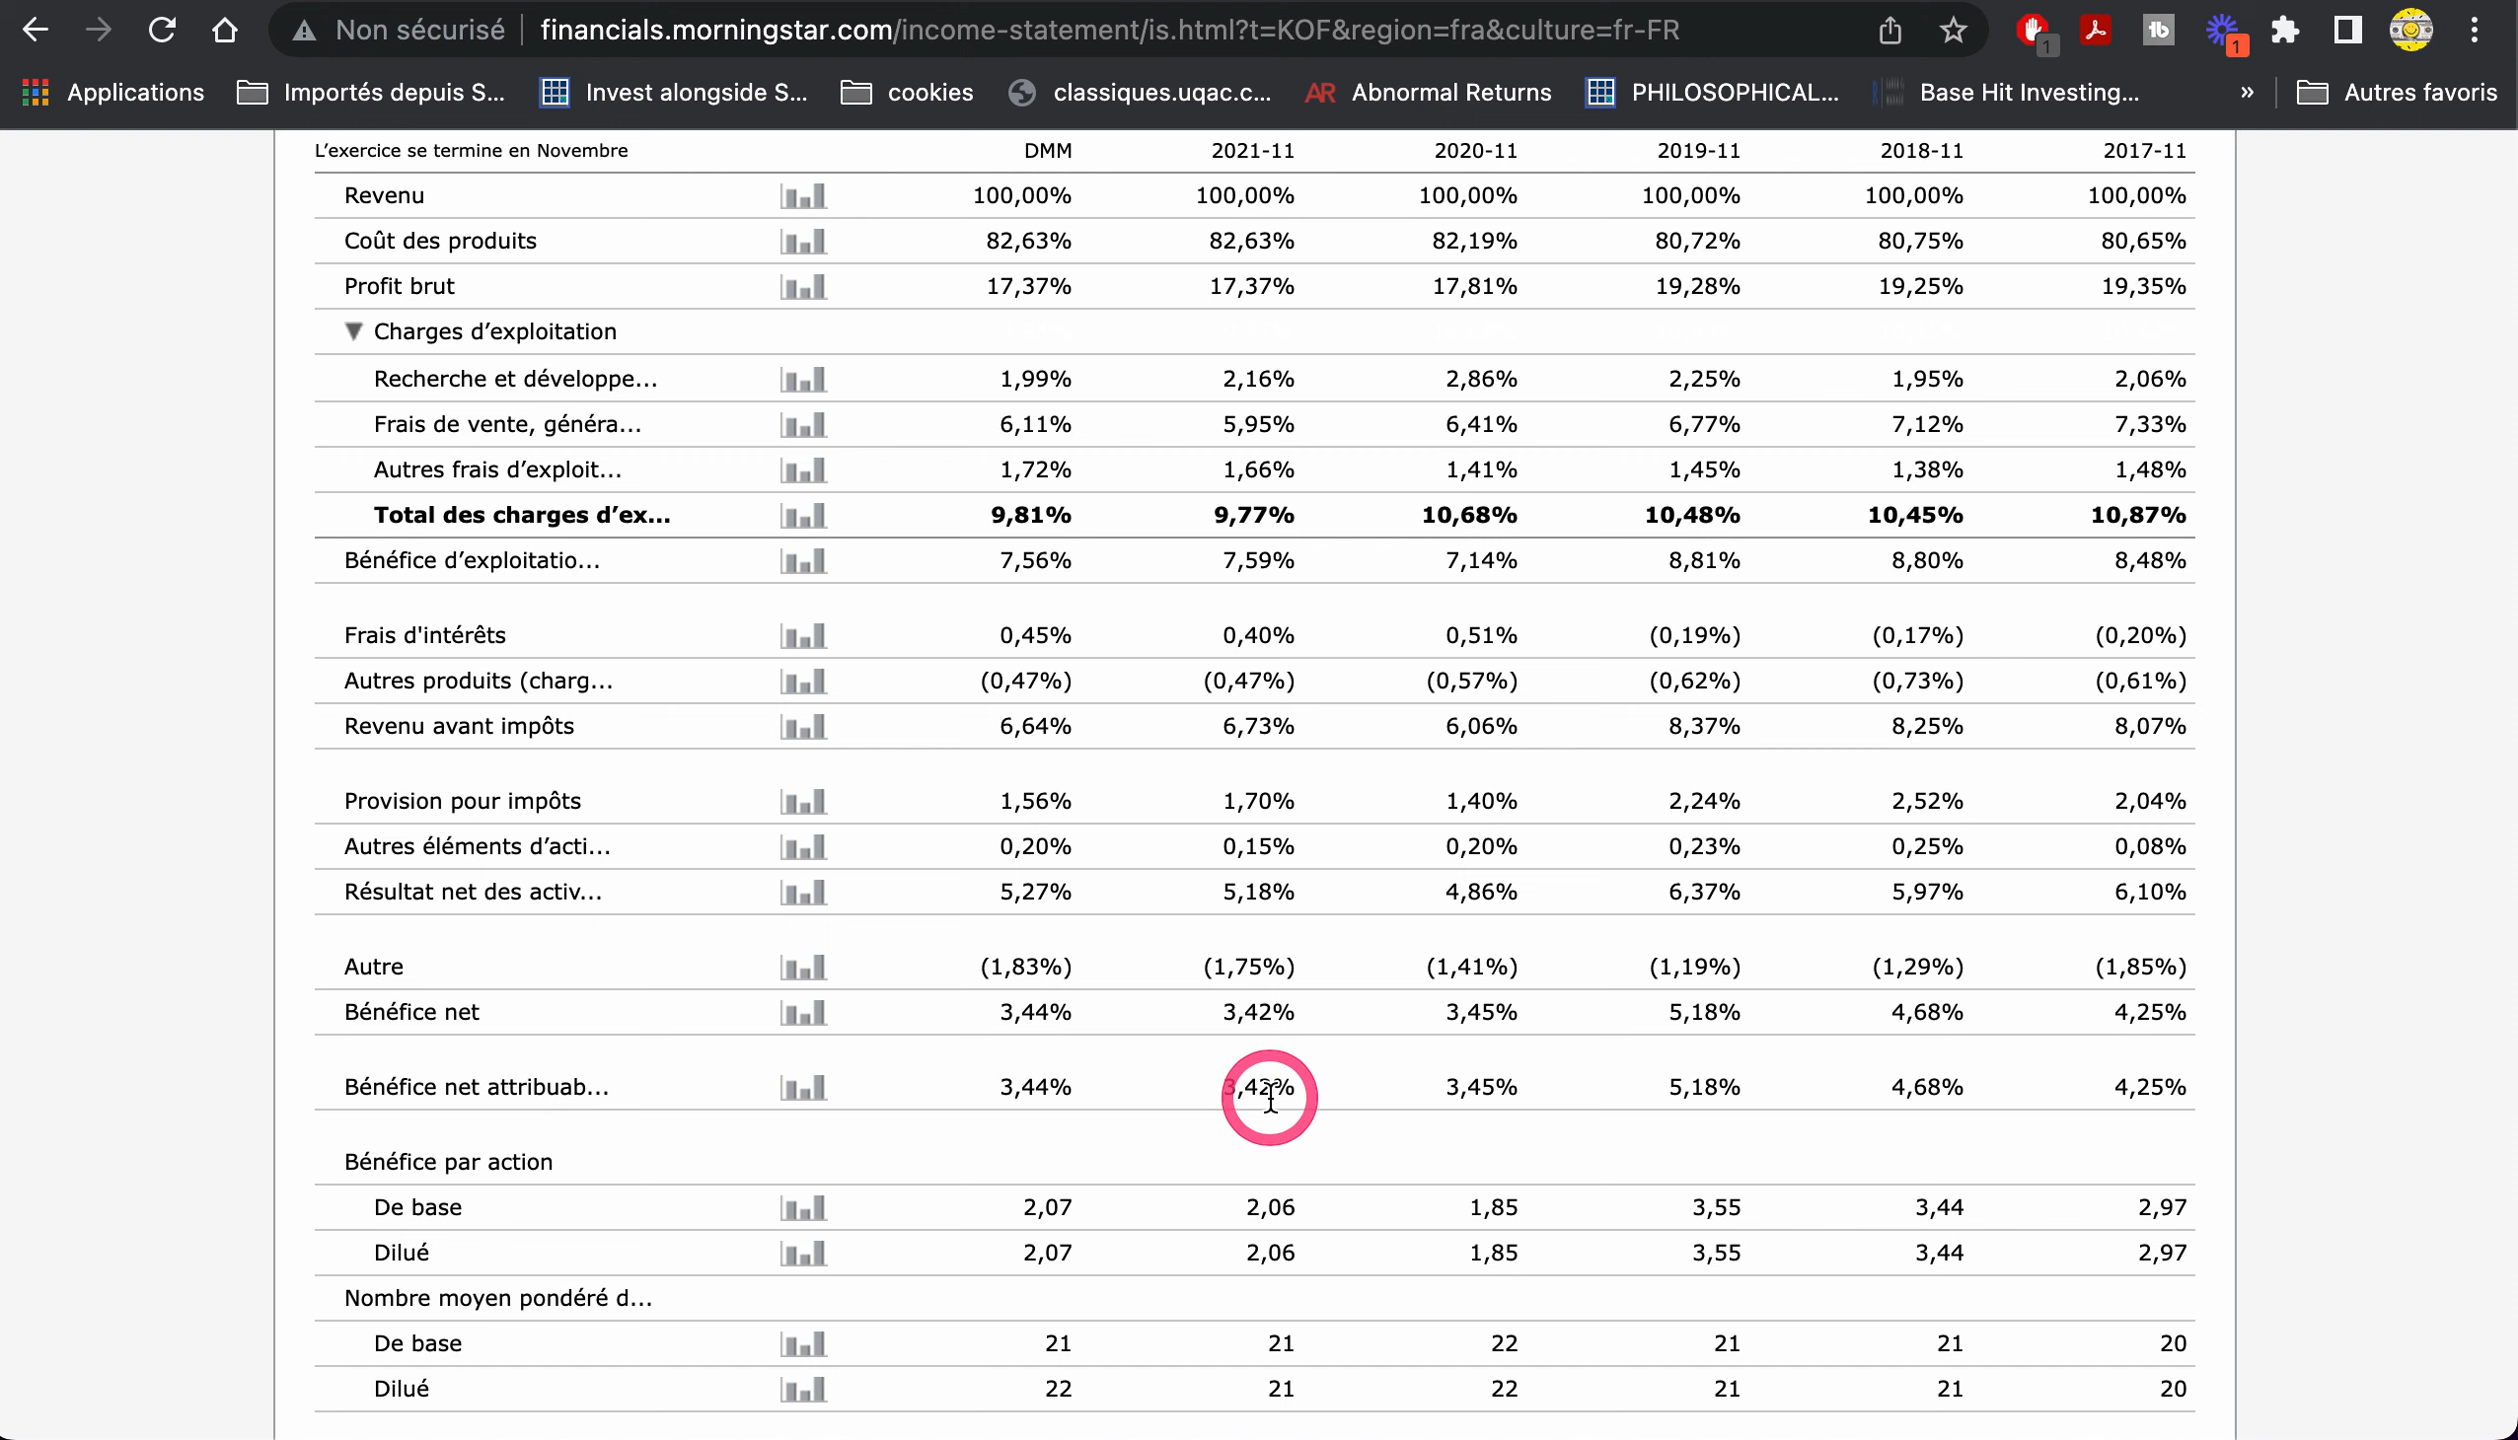 Non sécurisé financials.morningstar.com/income-statement/is.html?t=KOF&region=fra&culture=fr-FR 1 tb 1
Applications Importés depuis S... Invest alongside S... cookies classiques.uqac.c... AR Abnormal Returns PHILOSOPHICAL... Base Hit Investing... » Autres favoris
L’exercice se termine en Novembre DMM 2021-11 2020-11 2019-11 2018-11 2017-11
Revenu 100,00% 100,00% 100,00% 100,00% 100,00% 100,00%
Coût des produits 82,63% 82,63% 82,19% 80,72% 80,75% 80,65%
Profit brut 17,37% 17,37% 17,81% 19,28% 19,25% 19,35%
▼ Charges d’exploitation
Recherche et développe... 1,99% 2,16% 2,86% 2,25% 1,95% 2,06%
Frais de vente, généra... 6,11% 5,95% 6,41% 6,77% 7,12% 7,33%
Autres frais d’exploit... 1,72% 1,66% 1,41% 1,45% 1,38% 1,48%
Total des charges d’ex... 9,81% 9,77% 10,68% 10,48% 10,45% 10,87%
Bénéfice d’exploitatio... 7,56% 7,59% 7,14% 8,81% 8,80% 8,48%
Frais d'intérêts 0,45% 0,40% 0,51% (0,19%) (0,17%) (0,20%)
Autres produits (charg... (0,47%) (0,47%) (0,57%) (0,62%) (0,73%) (0,61%)
Revenu avant impôts 6,64% 6,73% 6,06% 8,37% 8,25% 8,07%
Provision pour impôts 1,56% 1,70% 1,40% 2,24% 2,52% 2,04%
Autres éléments d’acti... 0,20% 0,15% 0,20% 0,23% 0,25% 0,08%
Résultat net des activ... 5,27% 5,18% 4,86% 6,37% 5,97% 6,10%
Autre (1,83%) (1,75%) (1,41%) (1,19%) (1,29%) (1,85%)
Bénéfice net 3,44% 3,42% 3,45% 5,18% 4,68% 4,25%
Bénéfice net attribuab... 3,44% 3,42% 3,45% 5,18% 4,68% 4,25%
Bénéfice par action
De base 2,07 2,06 1,85 3,55 3,44 2,97
Dilué 2,07 2,06 1,85 3,55 3,44 2,97
Nombre moyen pondéré d...
De base 21 21 22 21 21 20
Dilué 22 21 22 21 21 20